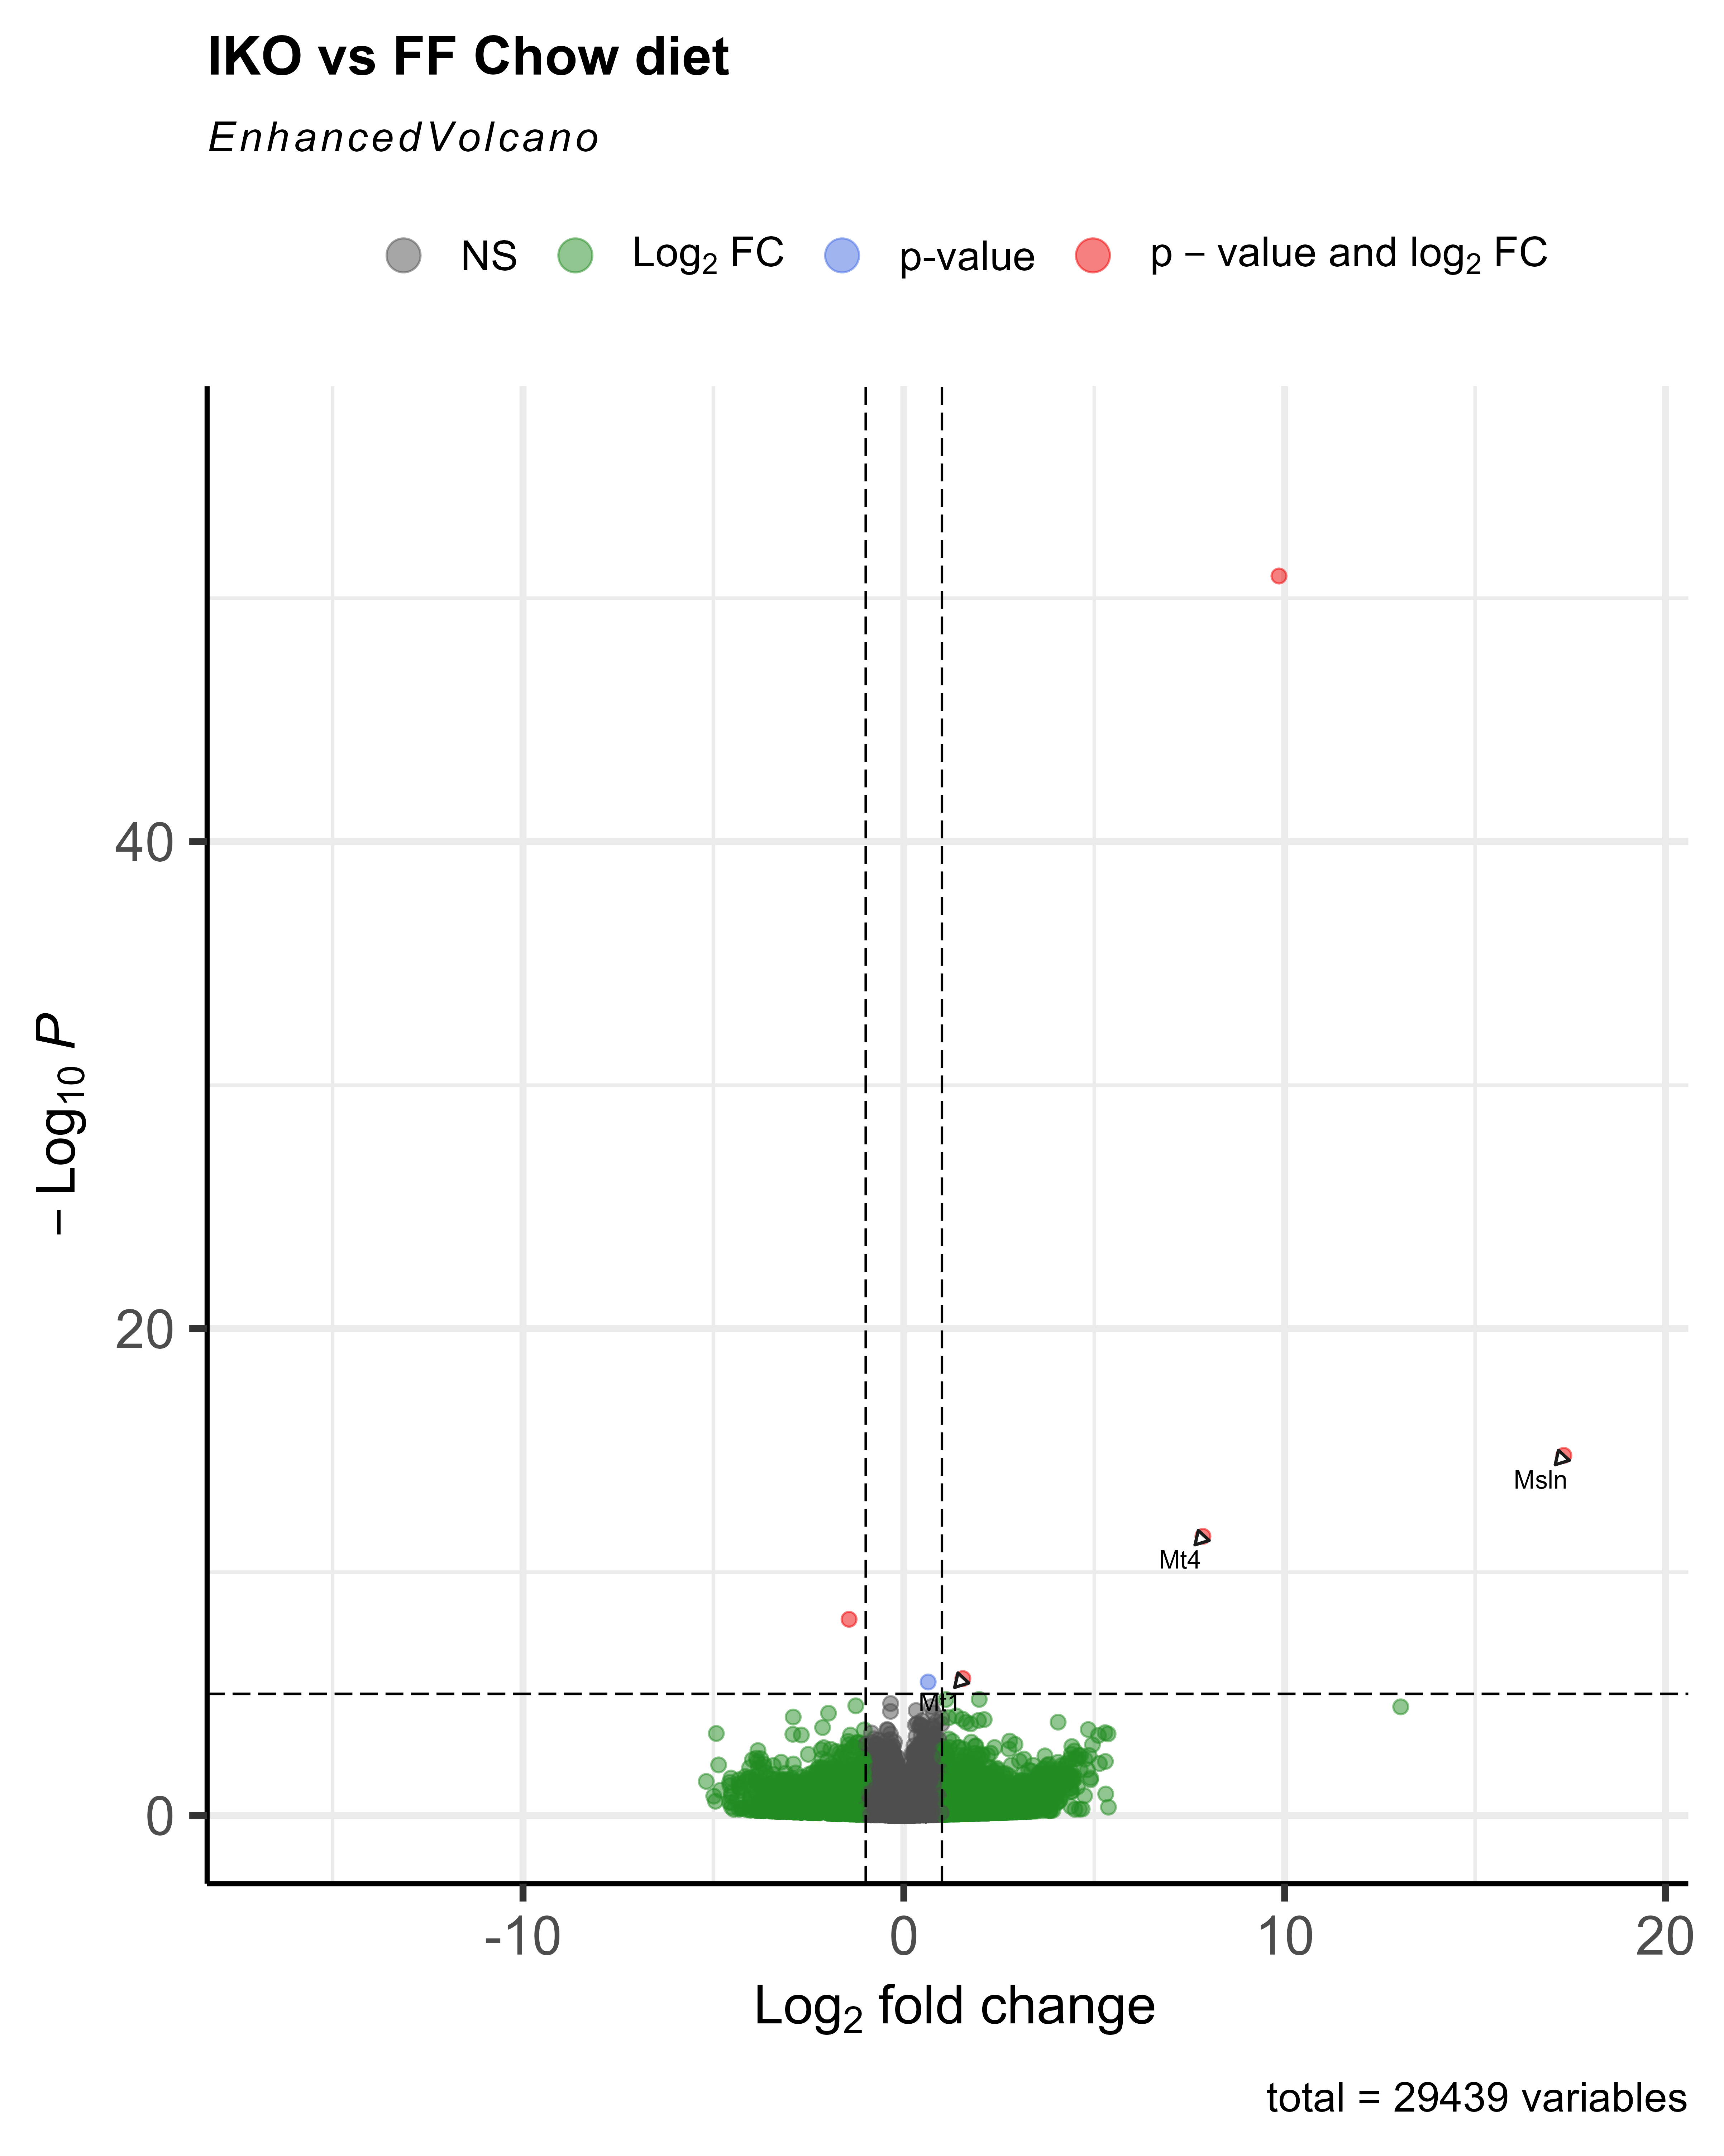 IKO vs FF Chow diet
EnhancedVolcano
NS Log₂ FC p-value p − value and log₂ FC
− Log₁₀ P
40
20
0
Msln
Mt4
Mt1
-10 0 10 20
Log₂ fold change
total = 29439 variables